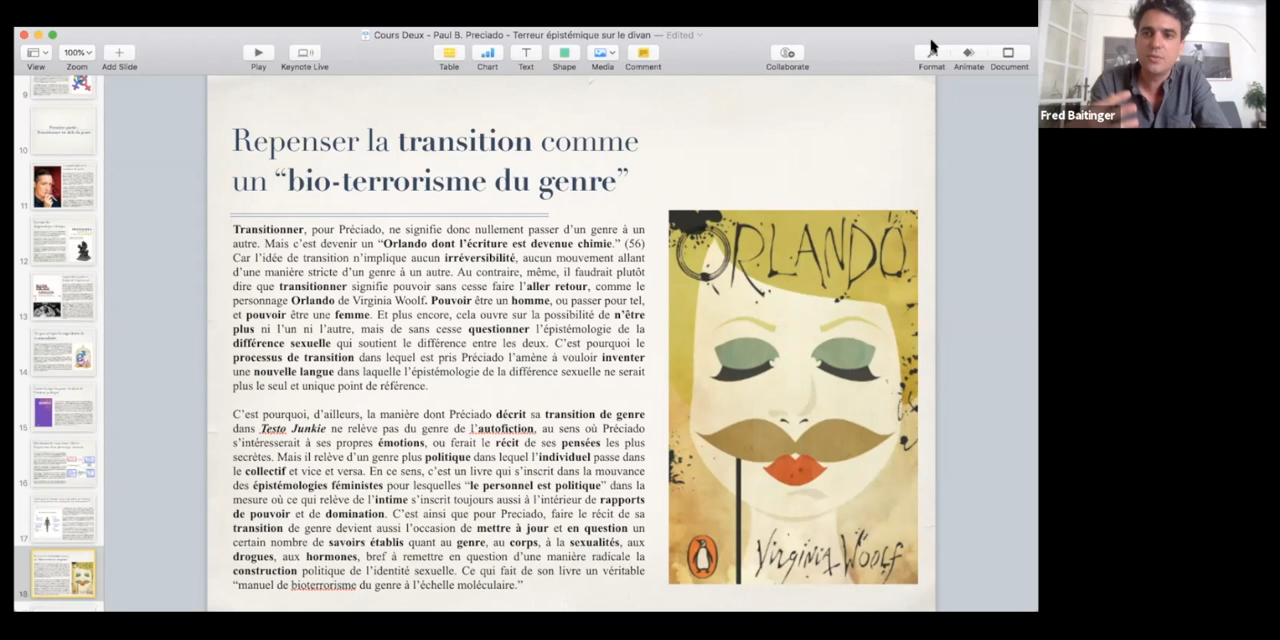 Cours Deux - Paul B. Preciado - Terreur épistémique sur le divan — Edited
100%
View Zoom Add Slide Play Keynote Live Table Chart Text Shape Media Comment Collaborate Format Animate Document
Fred Baitinger
9
10
11
12
13
14
15
16
17
18
Repenser la transition comme
un “bio-terrorisme du genre”
Transitionner, pour Préciado, ne signifie donc nullement passer d’un genre à un
autre. Mais c’est devenir un “Orlando dont l’écriture est devenue chimie.” (56)
Car l’idée de transition n’implique aucun irréversibilité, aucun mouvement allant
d’une manière stricte d’un genre à un autre. Au contraire, même, il faudrait plutôt
dire que transitionner signifie pouvoir sans cesse faire l’aller retour, comme le
personnage Orlando de Virginia Woolf. Pouvoir être un homme, ou passer pour tel,
et pouvoir être une femme. Et plus encore, cela ouvre sur la possibilité de n’être
plus ni l’un ni l’autre, mais de sans cesse questionner l’épistémologie de la
différence sexuelle qui soutient le différence entre les deux. C’est pourquoi le
processus de transition dans lequel est pris Préciado l’amène à vouloir inventer
une nouvelle langue dans laquelle l’épistémologie de la différence sexuelle ne serait
plus le seul et unique point de référence.
C’est pourquoi, d’ailleurs, la manière dont Préciado décrit sa transition de genre
dans Testo Junkie ne relève pas du genre de l’autofiction, au sens où Préciado
s’intéresserait à ses propres émotions, ou ferait le récit de ses pensées les plus
secrètes. Mais il relève d’un genre plus politique dans lequel l’individuel passe dans
le collectif et vice et versa. En ce sens, c’est un livre qui s’inscrit dans la mouvance
des épistémologies féministes pour lesquelles “le personnel est politique” dans la
mesure où ce qui relève de l’intime s’inscrit toujours aussi à l’intérieur de rapports
de pouvoir et de domination. C’est ainsi que pour Preciado, faire le récit de sa
transition de genre devient aussi l’occasion de mettre à jour et en question un
certain nombre de savoirs établis quant au genre, au corps, à la sexualités, aux
drogues, aux hormones, bref à remettre en question d’une manière radicale la
construction politique de l’identité sexuelle. Ce qui fait de son livre un véritable
“manuel de bioterrorisme du genre à l’échelle moléculaire.”
ORLANDO
Virginia Woolf